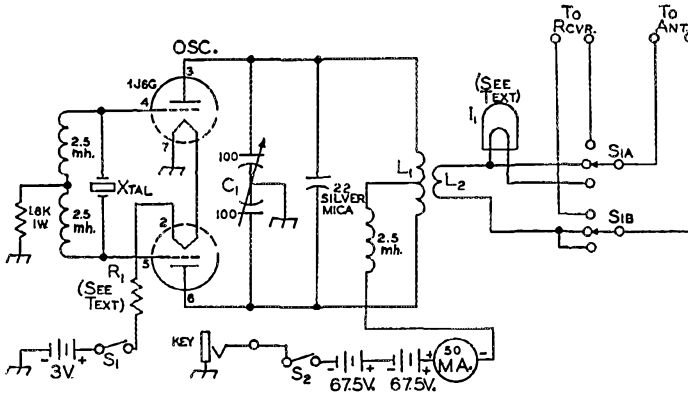 To
RCVR.
To
ANT.
OSC.
3
1J6G
4
7
(SEE
TEXT)
I1
2.5
mh.
XTAL
100
C1
100
22
SILVER
MICA
L1
L2
S1A
1.8K
1W.
2.5
mh.
2
5
6
R1
(SEE
TEXT)
2.5
mh.
S1B
KEY
50
MA.
- +
3V.
S1
S2
- +
67.5V.
- +
67.5V.
+ -